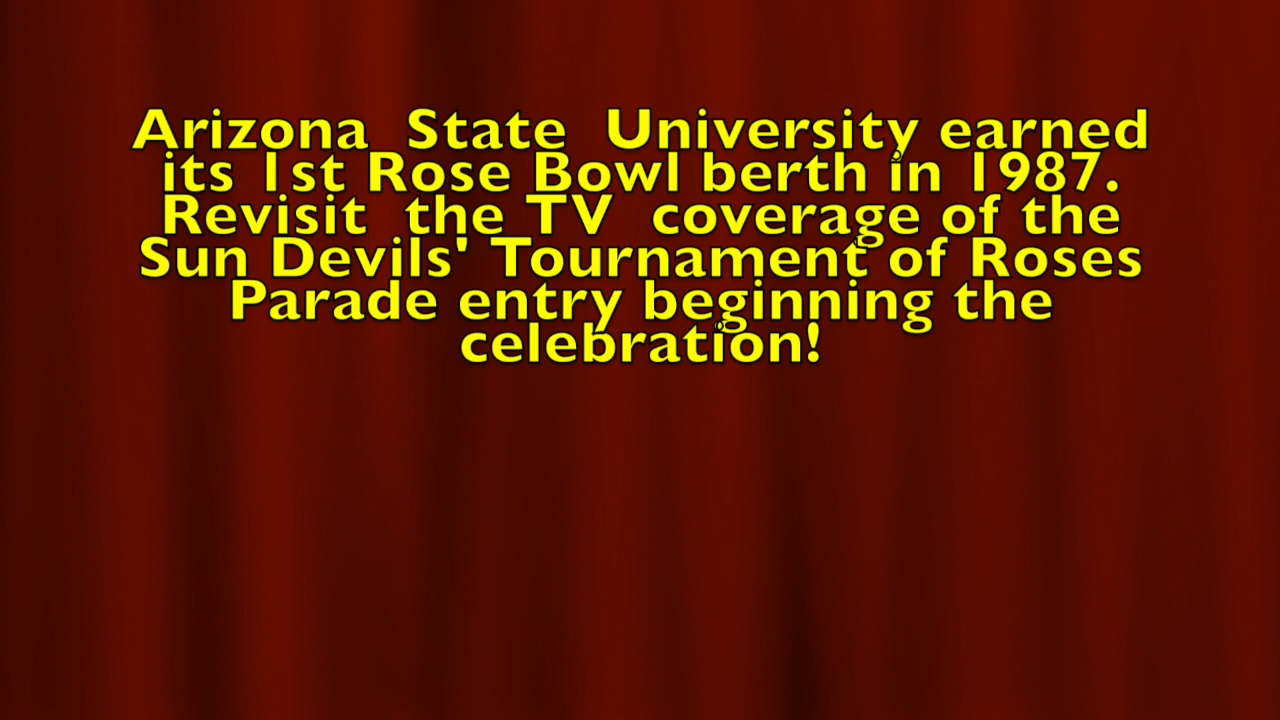 Arizona  State  University earned
its 1st Rose Bowl berth in 1987.
Revisit  the TV  coverage of the
Sun Devils' Tournament of Roses
Parade entry beginning the
celebration!